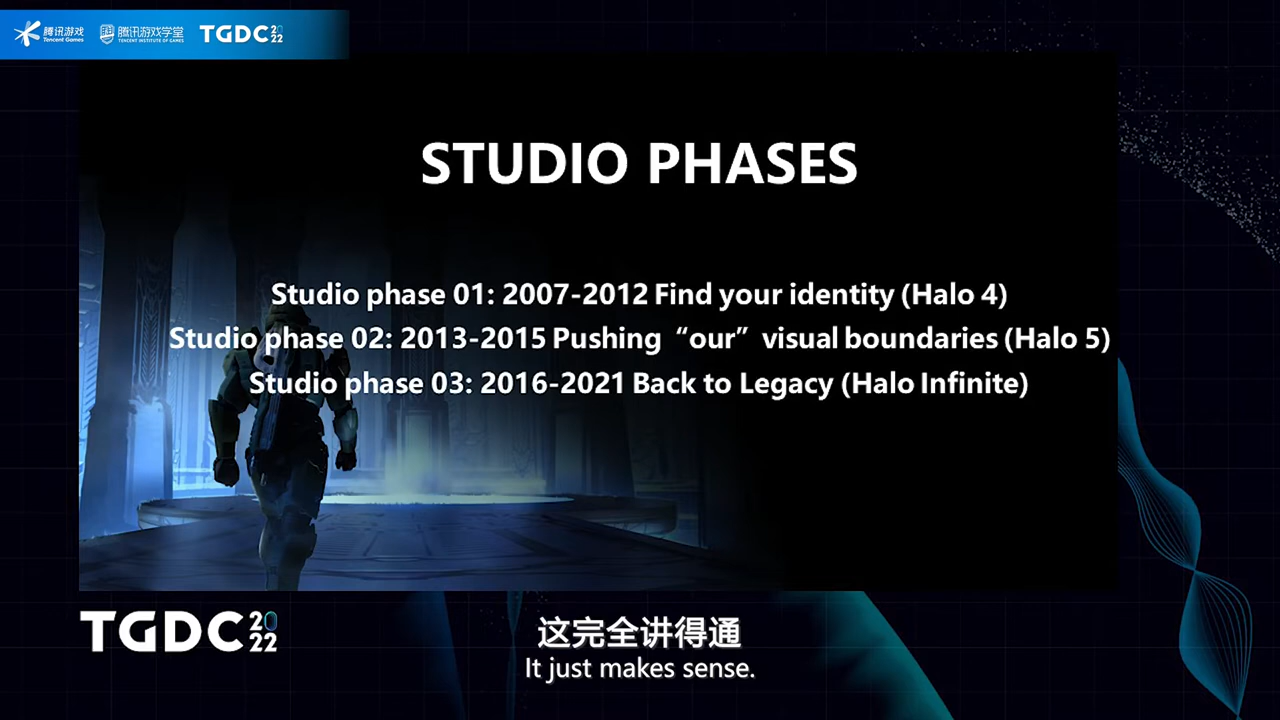 腾讯游戏
Tencent Games
腾讯游戏学堂
TENCENT INSTITUTE OF GAMES
TGDC 2022
STUDIO PHASES
Studio phase 01: 2007-2012 Find your identity (Halo 4)
Studio phase 02: 2013-2015 Pushing “our” visual boundaries (Halo 5)
Studio phase 03: 2016-2021 Back to Legacy (Halo Infinite)
TGDC 2022
这完全讲得通
It just makes sense.